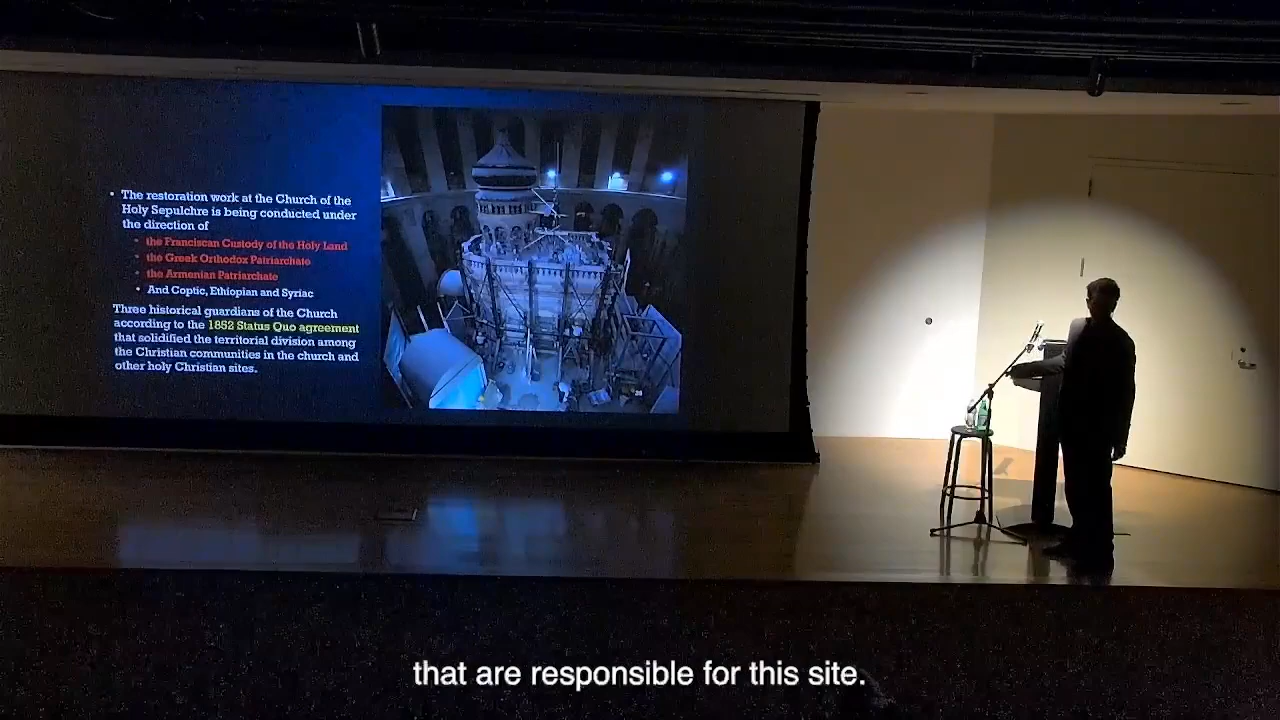 • The restoration work at the Church of the
Holy Sepulchre is being conducted under
the direction of
• the Franciscan Custody of the Holy Land
• the Greek Orthodox Patriarchate
• the Armenian Patriarchate
• And Coptic, Ethiopian and Syriac
Three historical guardians of the Church
according to the 1852 Status Quo agreement
that solidified the territorial division among
the Christian communities in the church and
other holy Christian sites.
that are responsible for this site.